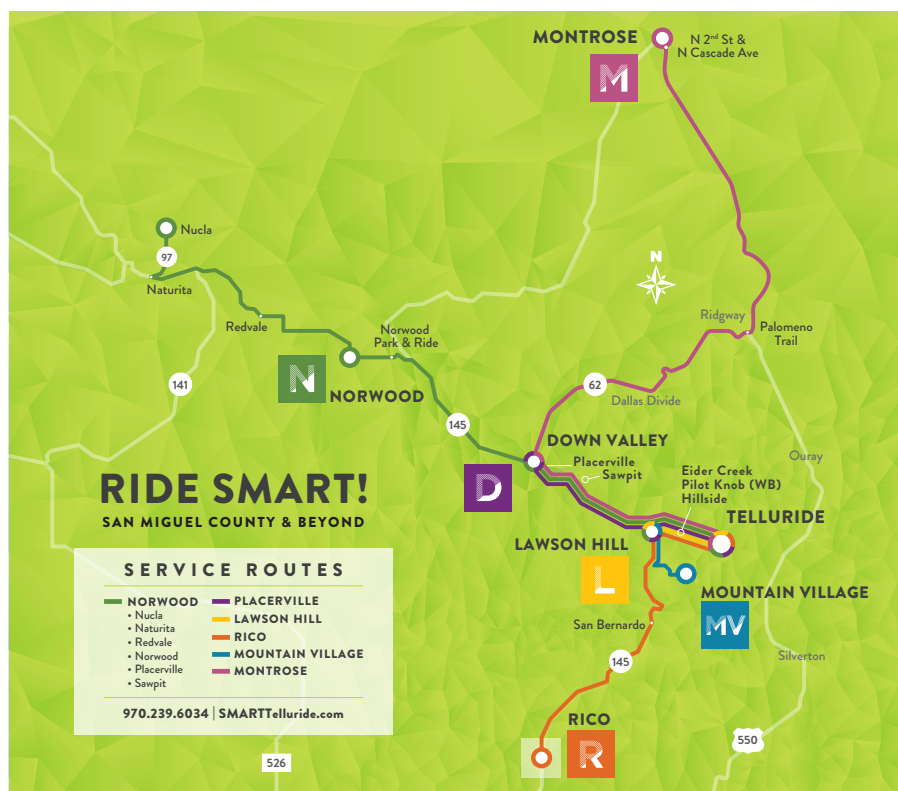 MONTROSE
N 2nd St &
N Cascade Ave
M
Nucla
97
N
Naturita
Redvale
Norwood
Park & Ride
Ridgway
Palomeno
Trail
141
N
NORWOOD
62
Dallas Divide
145
DOWN VALLEY
Placerville
Sawpit
D
Ouray
Eider Creek
Pilot Knob (WB)
Hillside
TELLURIDE
RIDE SMART!
SAN MIGUEL COUNTY & BEYOND
LAWSON HILL
L
MOUNTAIN VILLAGE
MV
San Bernardo
145
Silverton
SERVICE ROUTES
NORWOOD
• Nucla
• Naturita
• Redvale
• Norwood
• Placerville
• Sawpit
PLACERVILLE
LAWSON HILL
RICO
MOUNTAIN VILLAGE
MONTROSE
970.239.6034 | SMARTTelluride.com
RICO
R
550
526